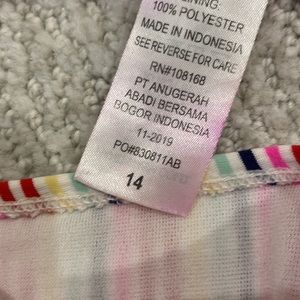 LINING:
100% POLYESTER
MADE IN INDONESIA
SEE REVERSE FOR CARE
RN#108168
PT ANUGERAH
ABADI BERSAMA
BOGOR INDONESIA
11-2019
PO#830811AB
14